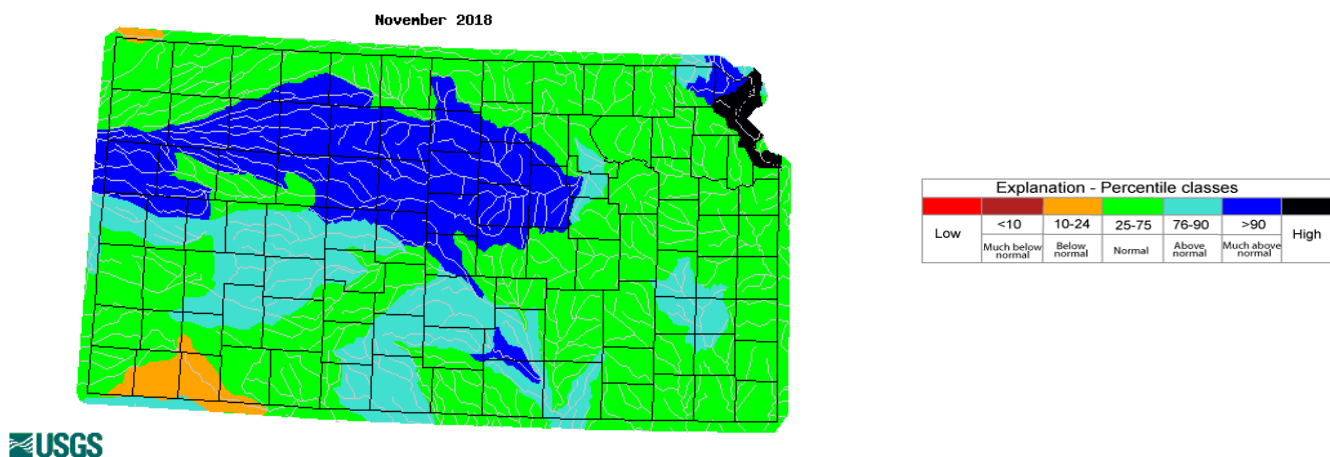 November 2018
Explanation - Percentile classes
Low
<10
10-24
25-75
76-90
>90
High
Much below
normal
Below
normal
Normal
Above
normal
Much above
normal
USGS